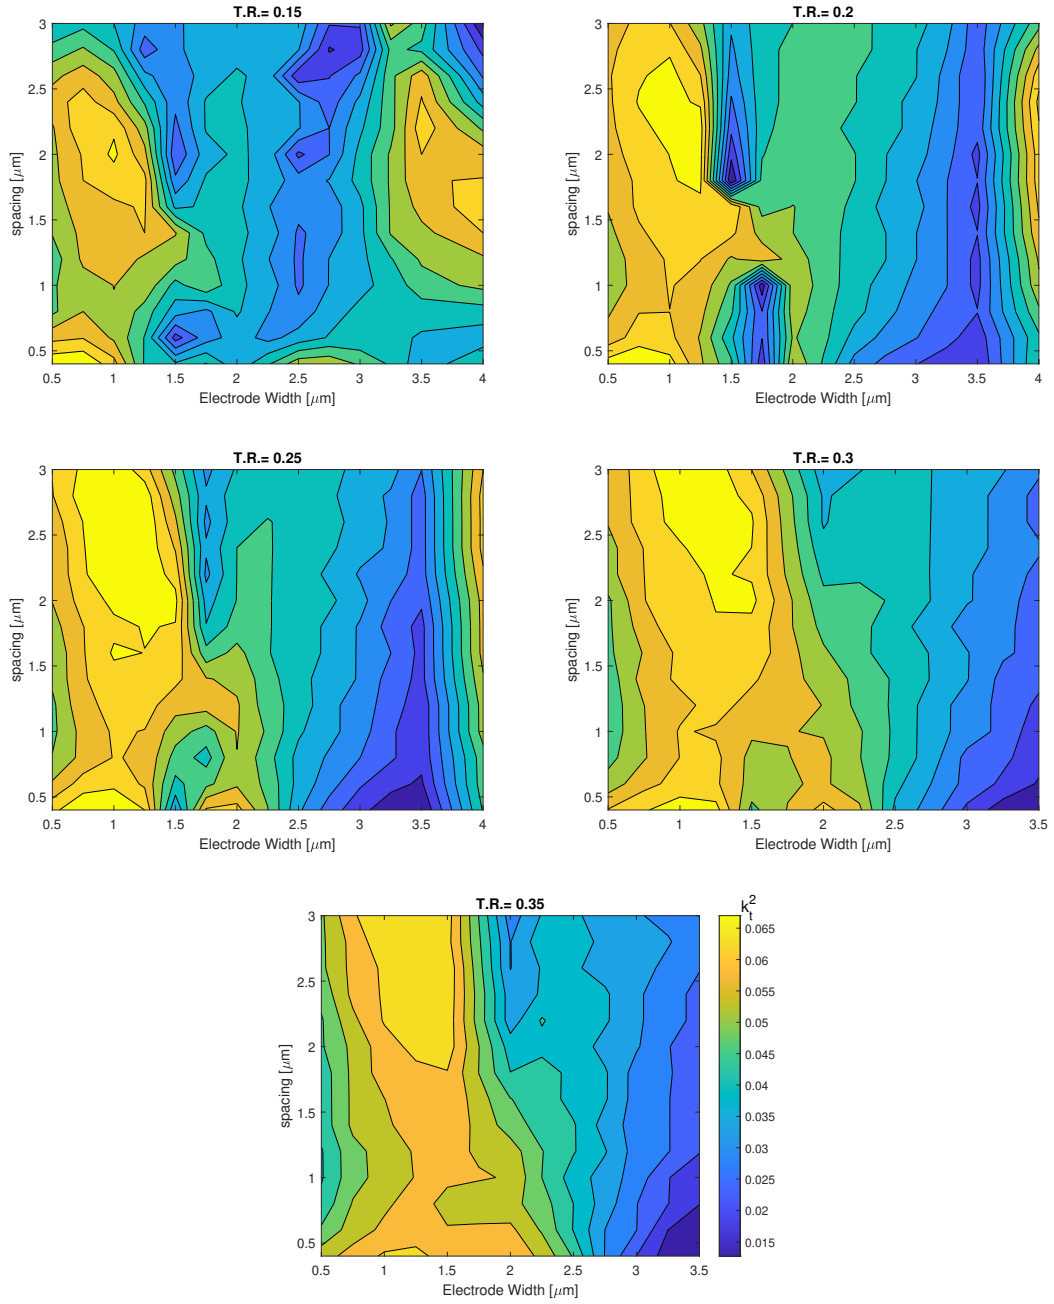 T.R.= 0.15
3
2.5
2
1.5
1
0.5
spacing [μm]
0.5 1 1.5 2 2.5 3 3.5 4
Electrode Width [μm]
T.R.= 0.2
3
2.5
2
1.5
1
0.5
spacing [μm]
0.5 1 1.5 2 2.5 3 3.5 4
Electrode Width [μm]
T.R.= 0.25
3
2.5
2
1.5
1
0.5
spacing [μm]
0.5 1 1.5 2 2.5 3 3.5 4
Electrode Width [μm]
T.R.= 0.3
3
2.5
2
1.5
1
0.5
spacing [μm]
0.5 1 1.5 2 2.5 3 3.5
Electrode Width [μm]
T.R.= 0.35
3
2.5
2
1.5
1
0.5
spacing [μm]
0.5 1 1.5 2 2.5 3 3.5
Electrode Width [μm]
k_t^2
0.065
0.06
0.055
0.05
0.045
0.04
0.035
0.03
0.025
0.02
0.015